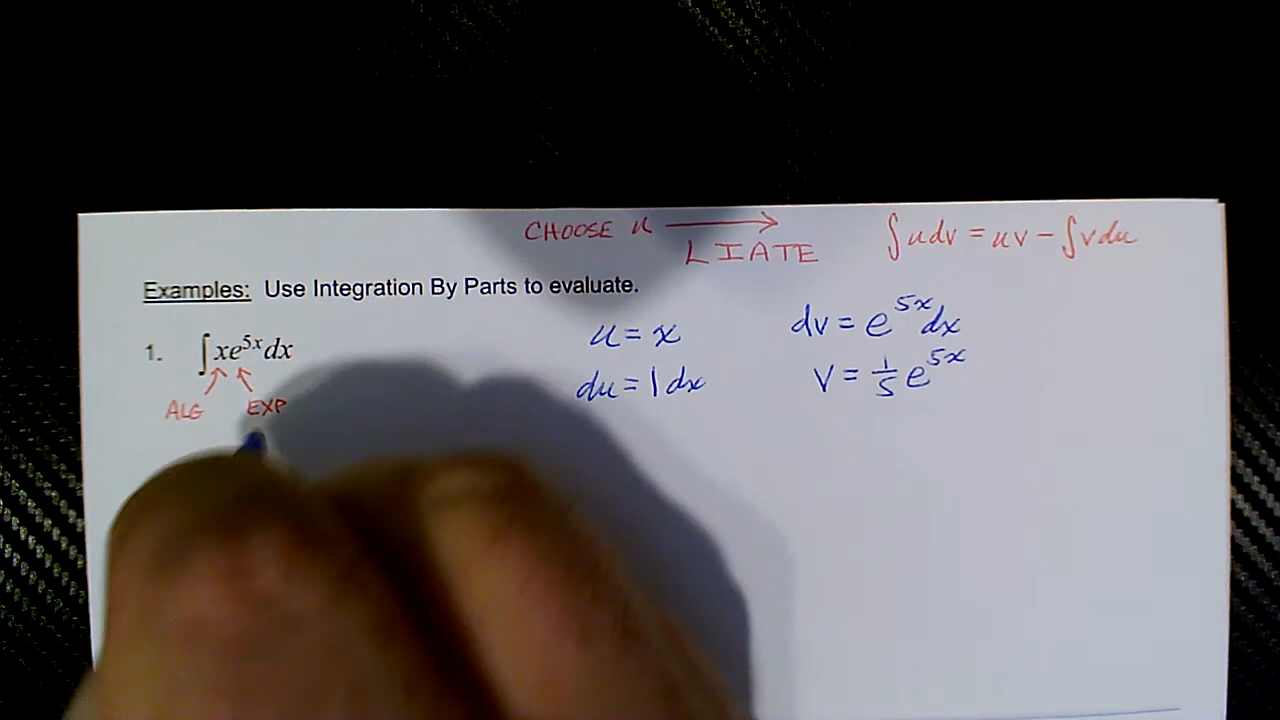 CHOOSE u ⟶ ∫udv = uv − ∫vdu
LIATE
Examples: Use Integration By Parts to evaluate.
u = x dv = e^{5x}dx
1. ∫xe^{5x}dx
du = 1dx v = \frac{1}{5}e^{5x}
ALG EXP